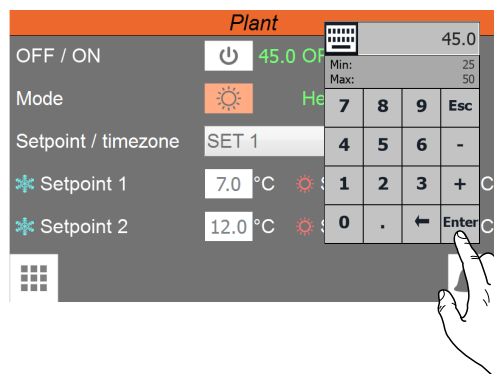 Plant
OFF / ON
45.0
Mode
He
Setpoint / timezone
SET 1
Setpoint 1
7.0 °C
Setpoint 2
12.0 °C
45.0
Min: 25
Max: 50
7 8 9 Esc
4 5 6 -
1 2 3 +
0 . ← Enter
C
C